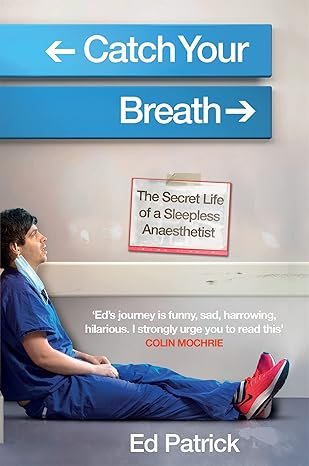 ← Catch Your
Breath →
The Secret Life
of a Sleepless
Anaesthetist
‘Ed’s journey is funny, sad, harrowing,
hilarious. I strongly urge you to read this’
COLIN MOCHRIE
Ed Patrick